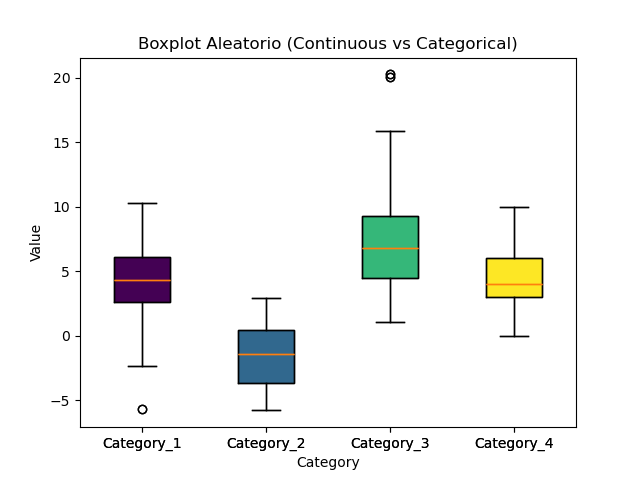 Boxplot Aleatorio (Continuous vs Categorical)
Value
20
15
10
5
0
−5
Category_1
Category_2
Category_3
Category_4
Category